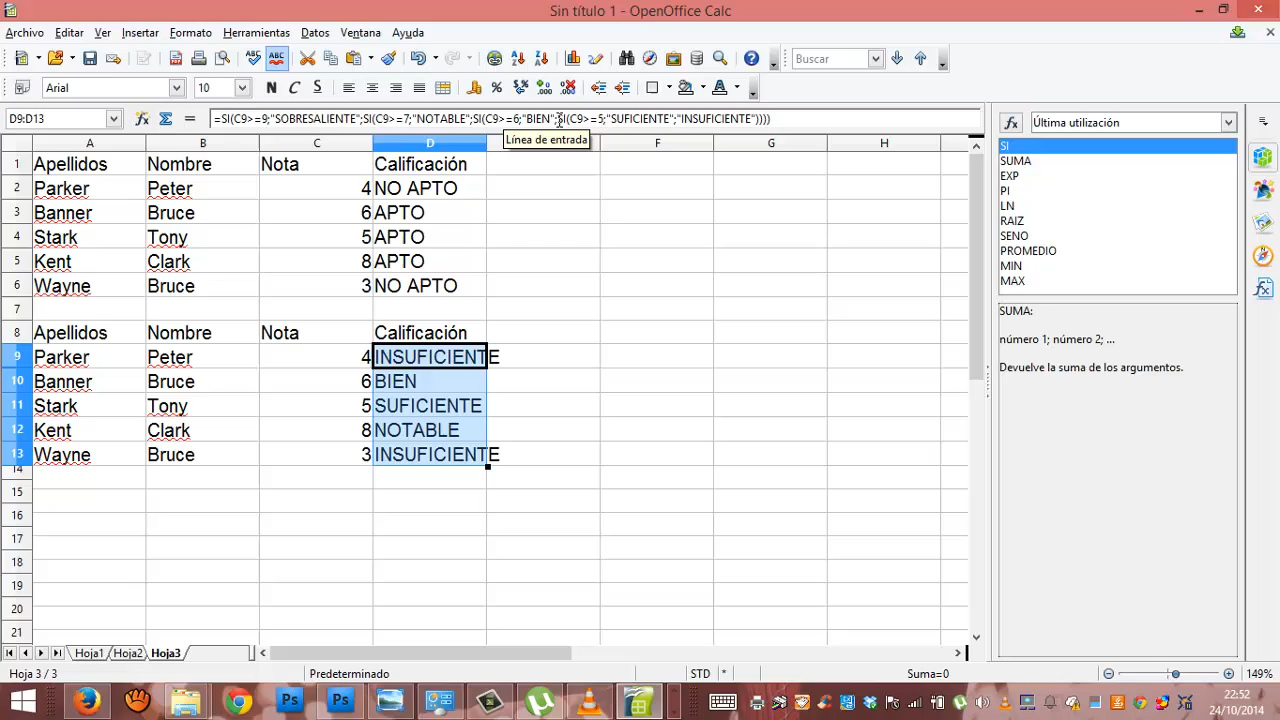 Sin título 1 - OpenOffice Calc
Archivo Editar Ver Insertar Formato Herramientas Datos Ventana Ayuda
Buscar
Arial 10 N C S
D9:D13 =SI(C9>=9;"SOBRESALIENTE";SI(C9>=7;"NOTABLE";SI(C9>=6;"BIEN";SI(C9>=5;"SUFICIENTE";"INSUFICIENTE"))))
Línea de entrada
Última utilización
A B C D F G H
SI
SUMA
EXP
PI
LN
RAIZ
SENO
PROMEDIO
MIN
MAX
SUMA:
número 1; número 2; ...
Devuelve la suma de los argumentos.
1 Apellidos Nombre Nota Calificación
2 Parker Peter 4 NO APTO
3 Banner Bruce 6 APTO
4 Stark Tony 5 APTO
5 Kent Clark 8 APTO
6 Wayne Bruce 3 NO APTO
7
8 Apellidos Nombre Nota Calificación
9 Parker Peter 4 INSUFICIENTE
10 Banner Bruce 6 BIEN
11 Stark Tony 5 SUFICIENTE
12 Kent Clark 8 NOTABLE
13 Wayne Bruce 3 INSUFICIENTE
14
15
16
17
18
19
20
21
Hoja1 Hoja2 Hoja3
Hoja 3 / 3 Predeterminado STD * Suma=0 149%
Ps Ps
22:52
24/10/2014